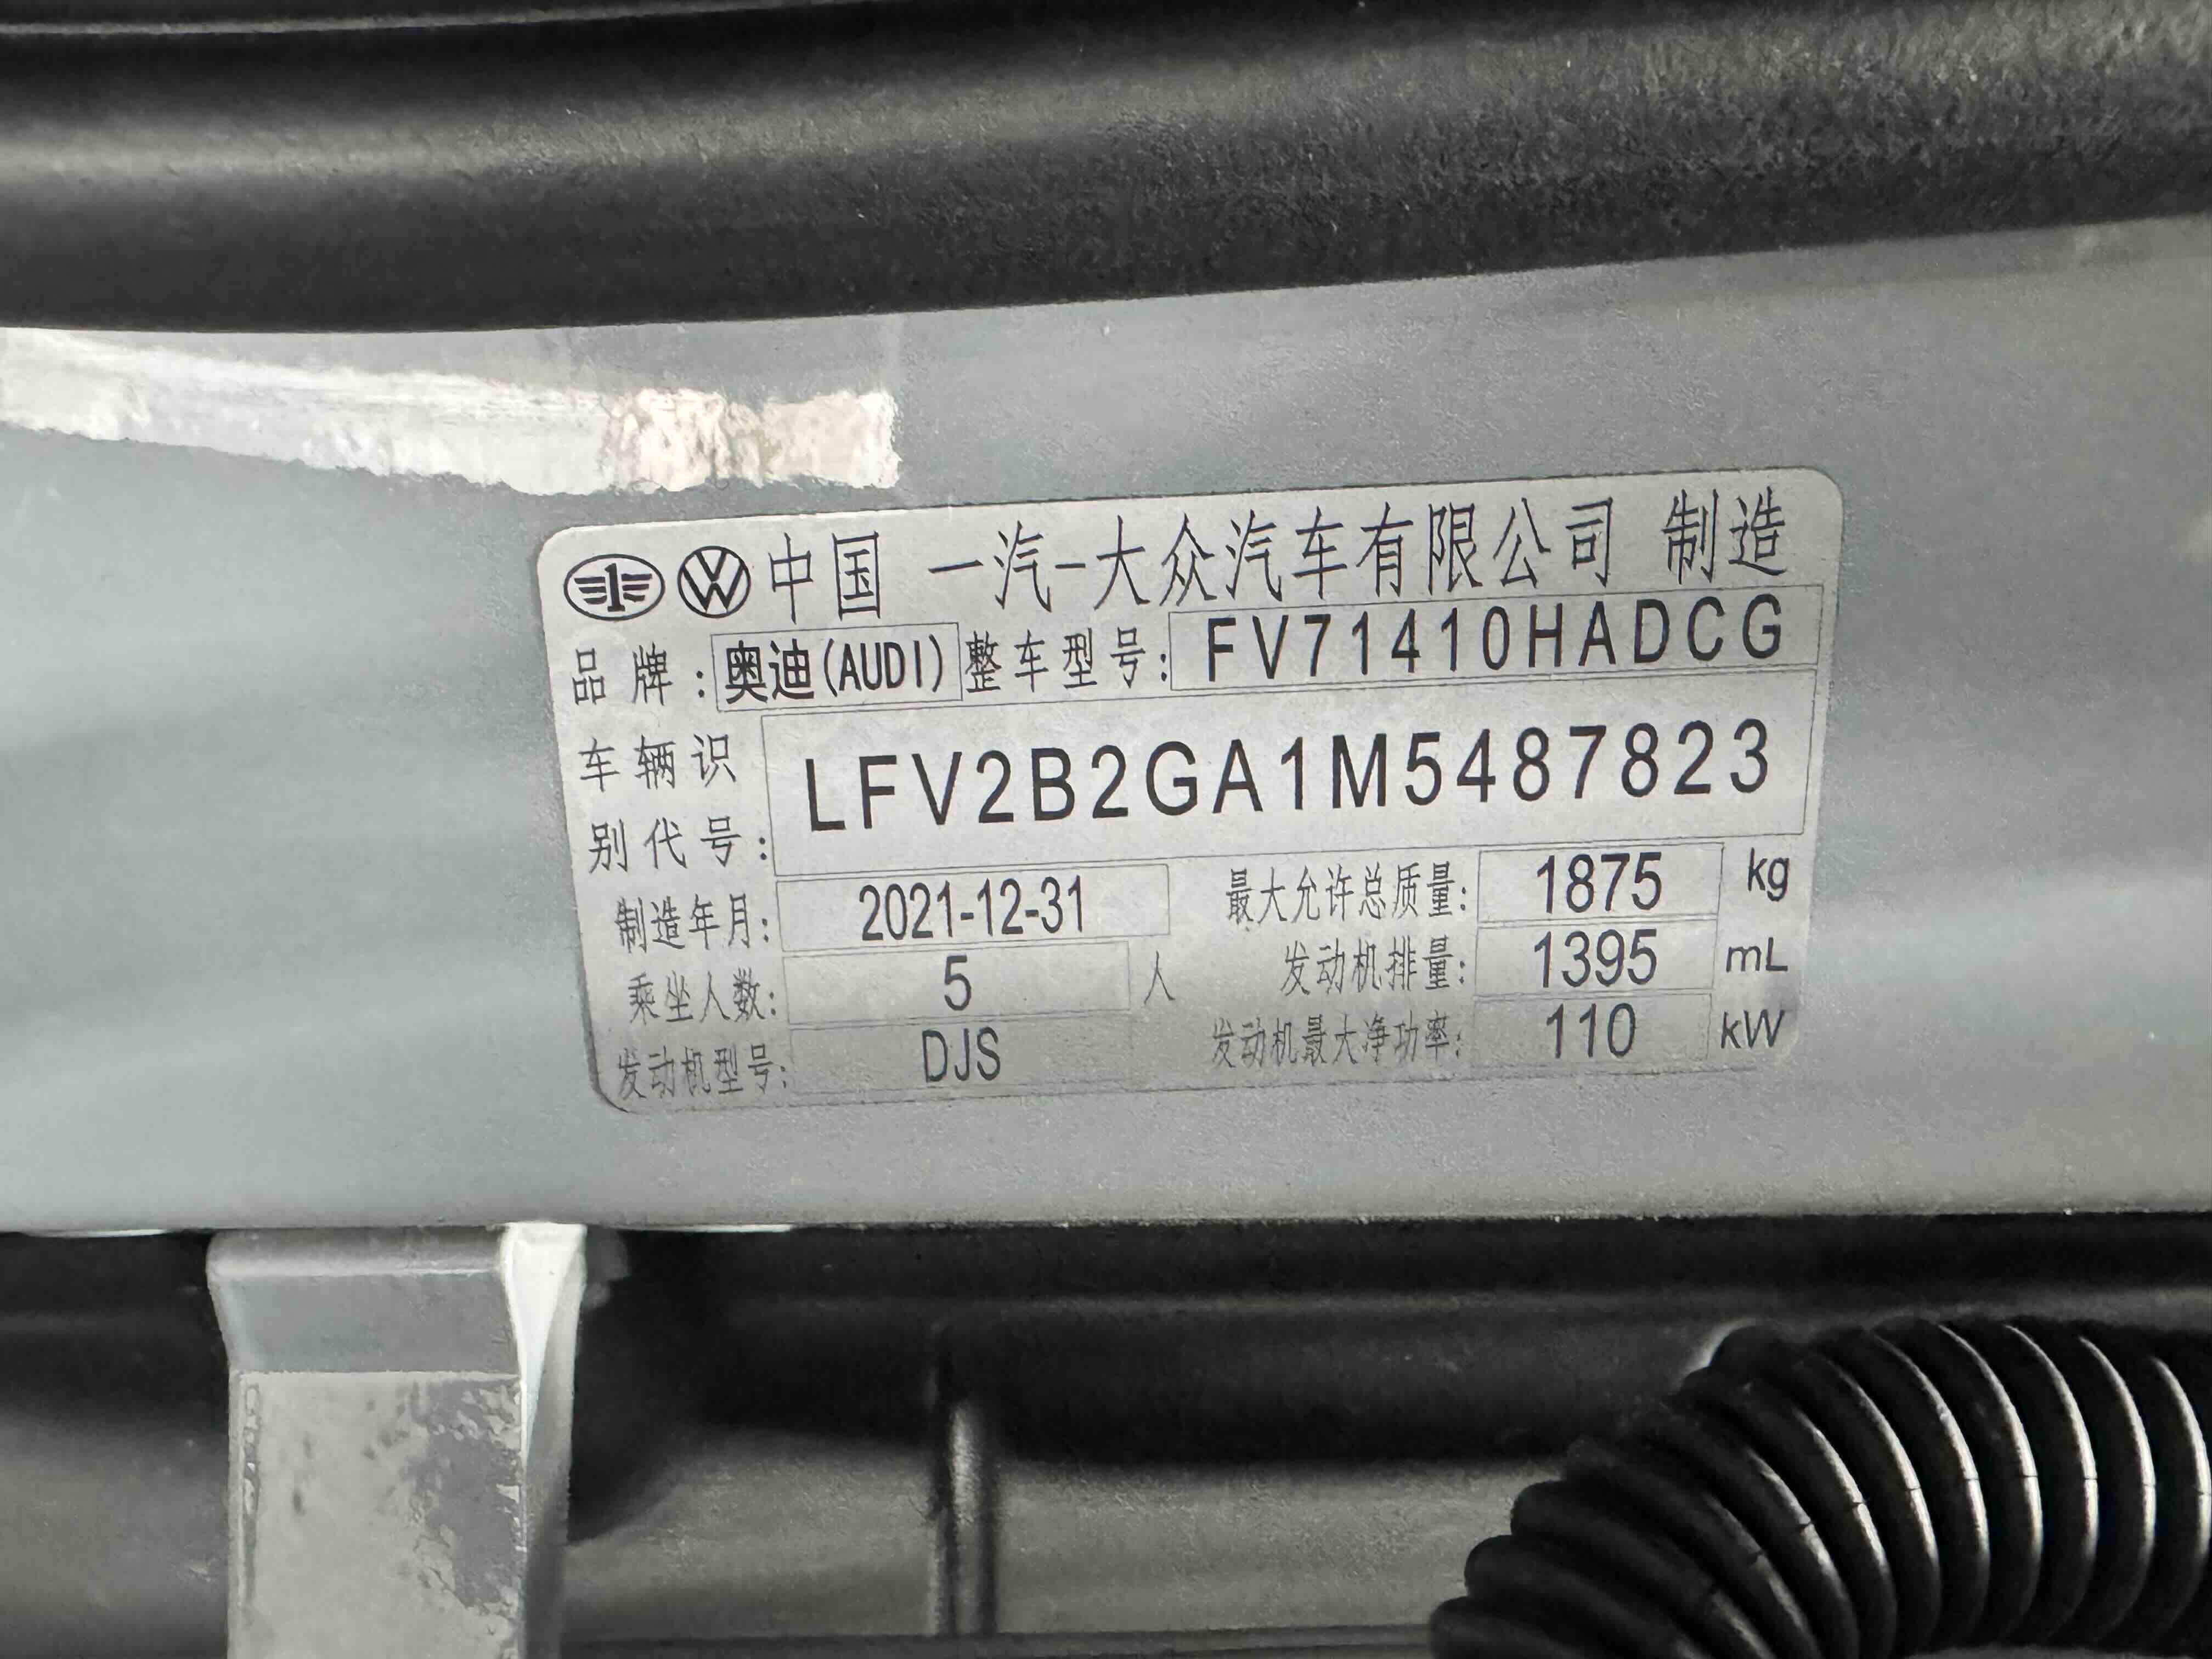 中国 一汽-大众汽车有限公司 制造
品牌:奥迪(AUDI) 整车型号:FV71410HADCG
车辆识别代号:LFV2B2GA1M5487823
制造年月:2021-12-31 最大允许总质量:1875 kg
乘坐人数:5 人 发动机排量:1395 mL
发动机型号:DJS 发动机最大净功率:110 kW